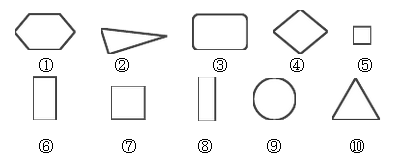 ① ② ③ ④ ⑤
⑥ ⑦ ⑧ ⑨ ⑩